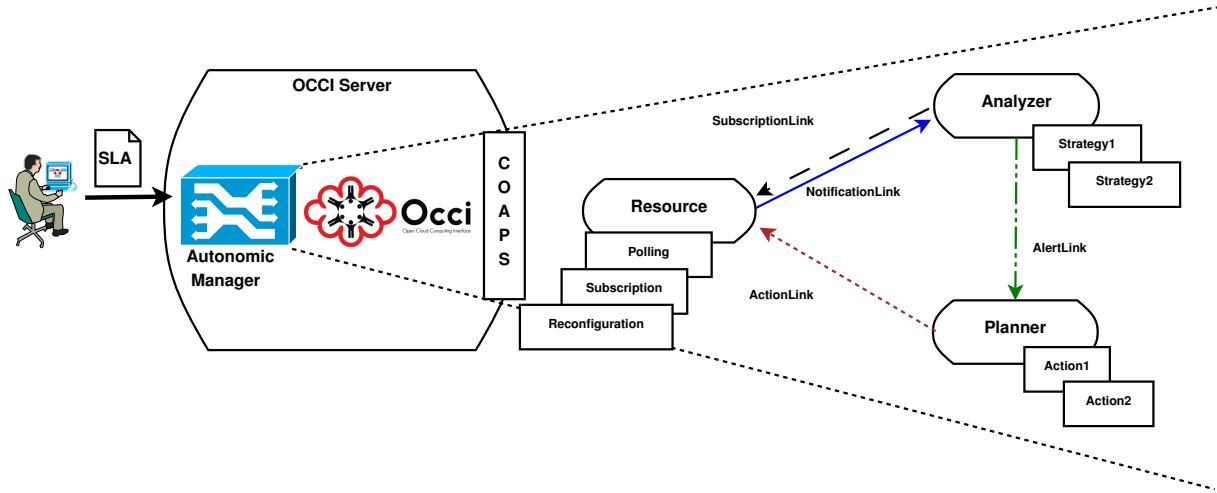 OCCI Server
SLA
C
O
A
P
S
Autonomic
Manager
Occi
Open Cloud Computing Interface
Resource
Polling
Subscription
Reconfiguration
SubscriptionLink
NotificationLink
ActionLink
Analyzer
Strategy1
Strategy2
AlertLink
Planner
Action1
Action2